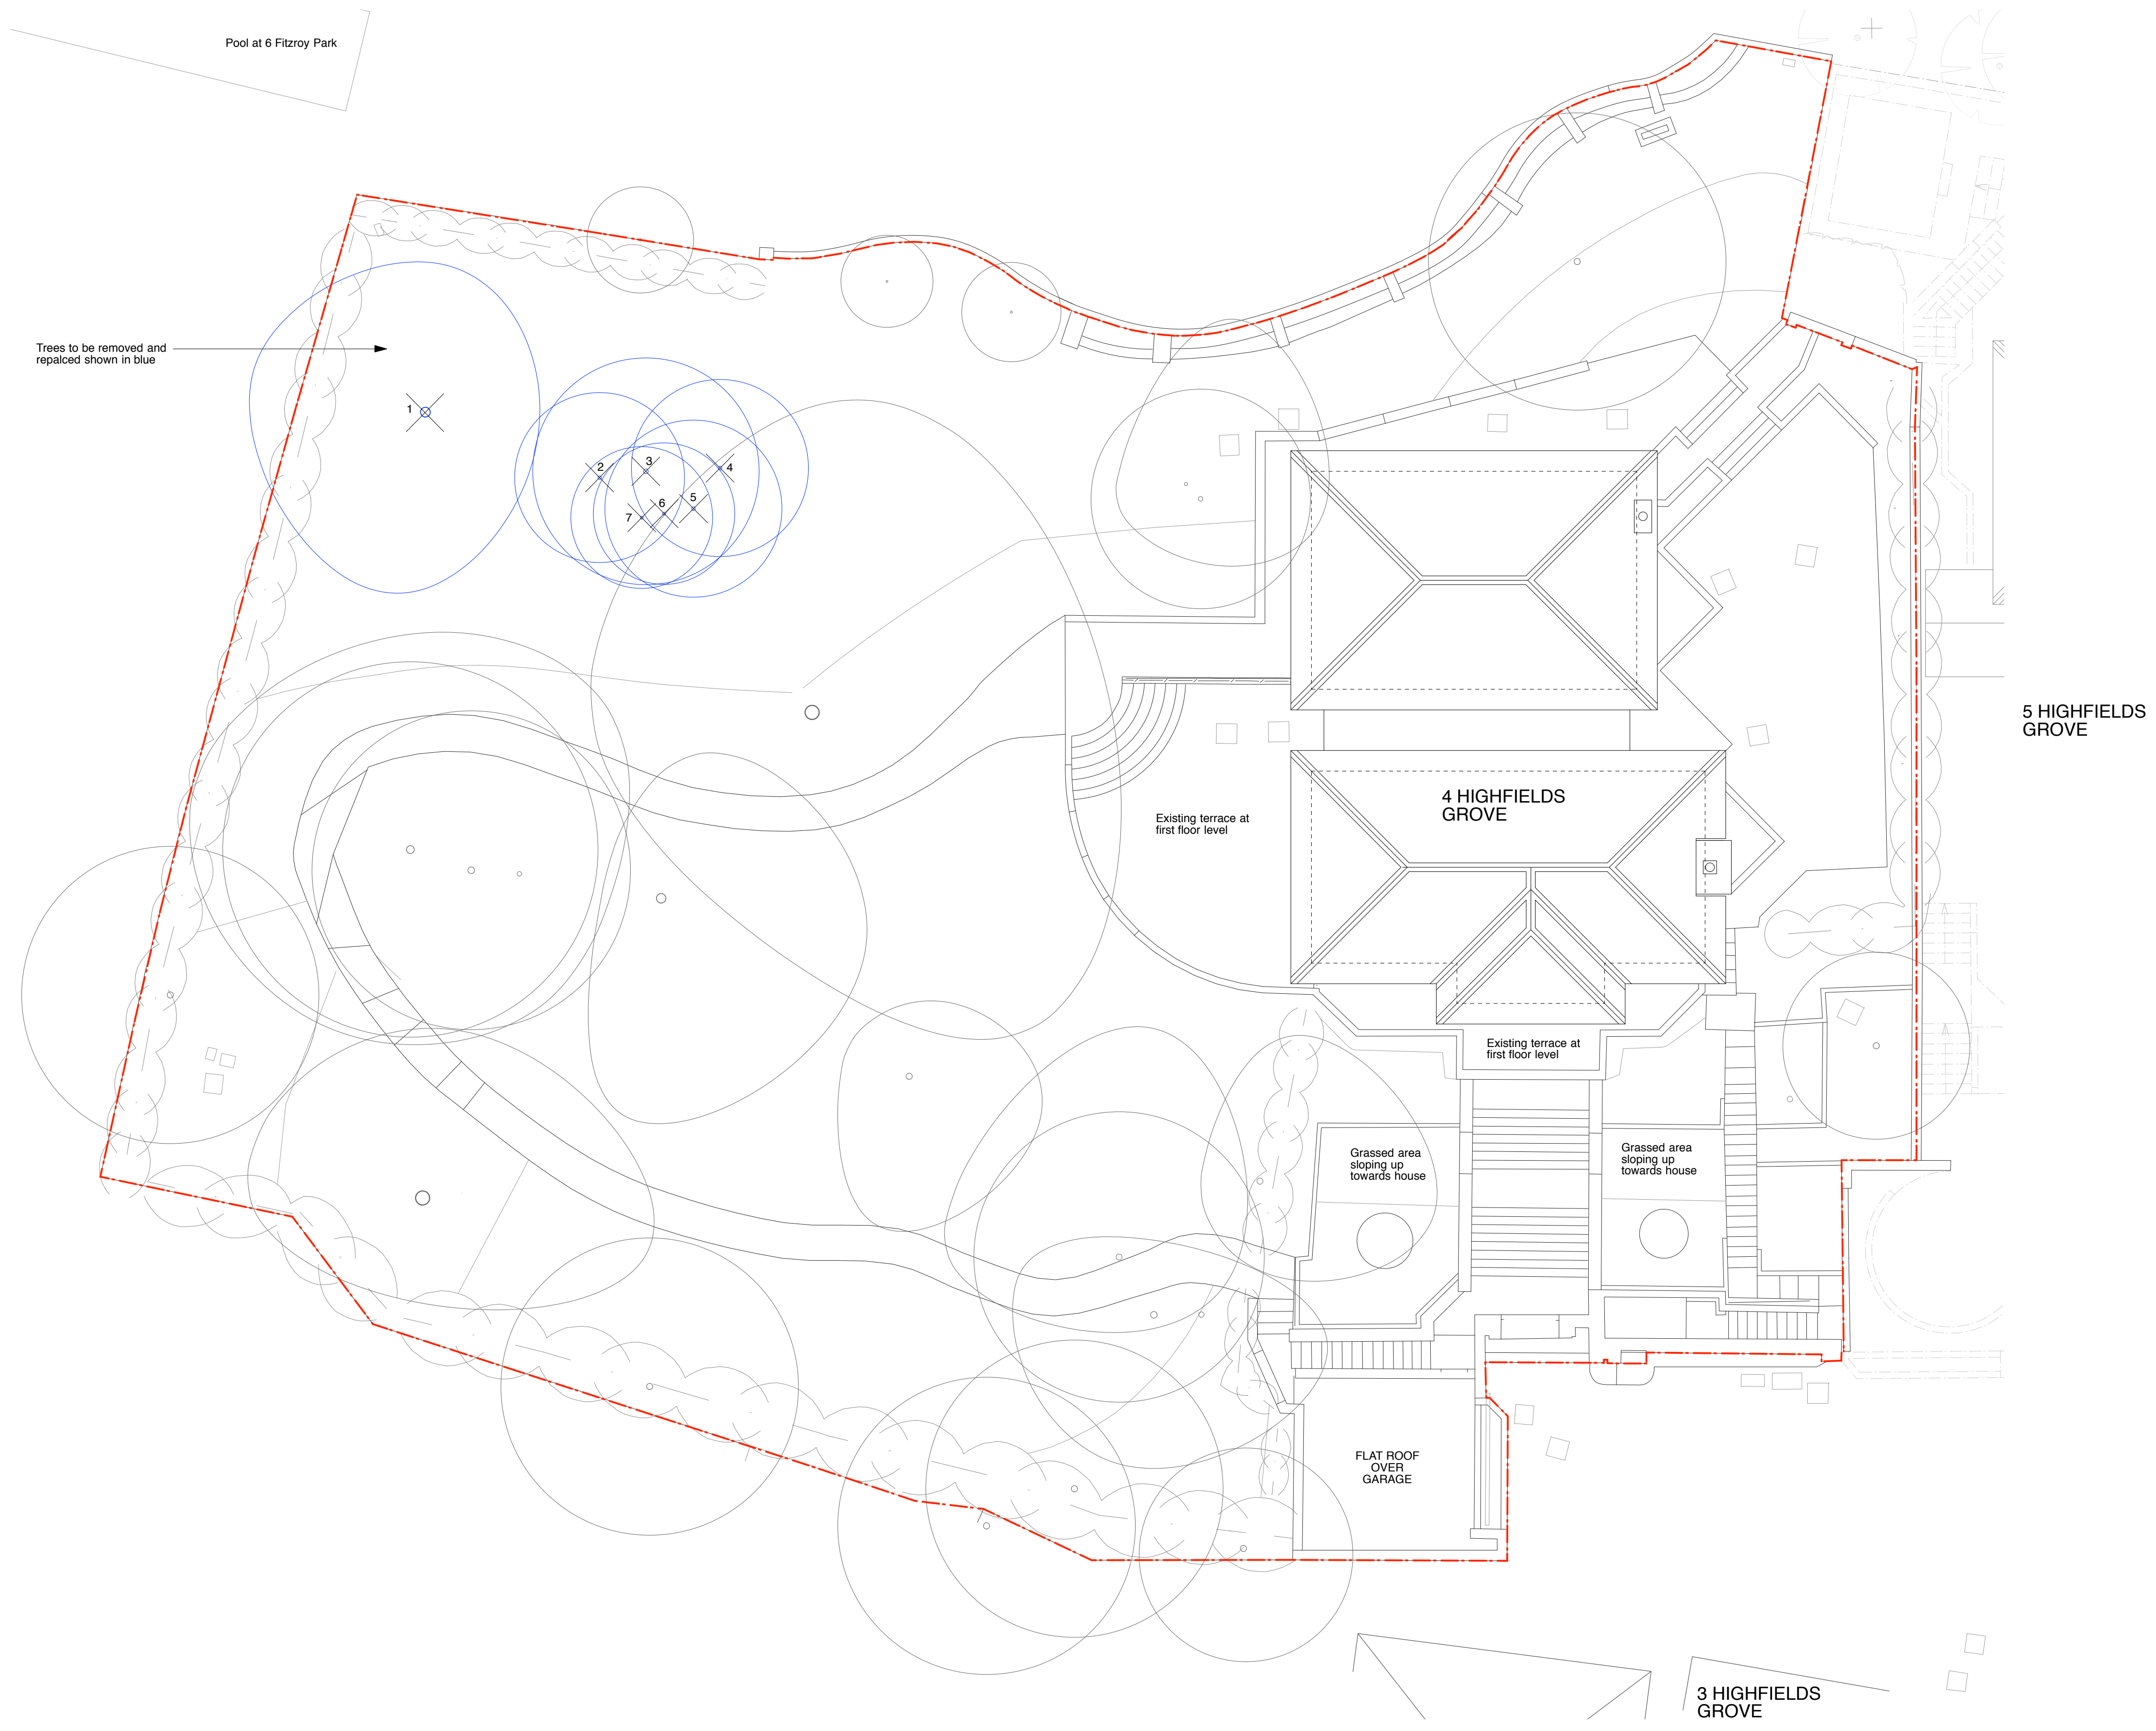 Pool at 6 Fitzroy Park
Trees to be removed and
repalced shown in blue
1
2
3
4
5
6
7
5 HIGHFIELDS
GROVE
4 HIGHFIELDS
GROVE
Existing terrace at
first floor level
Existing terrace at
first floor level
Grassed area
sloping up
towards house
Grassed area
sloping up
towards house
FLAT ROOF
OVER
GARAGE
3 HIGHFIELDS
GROVE